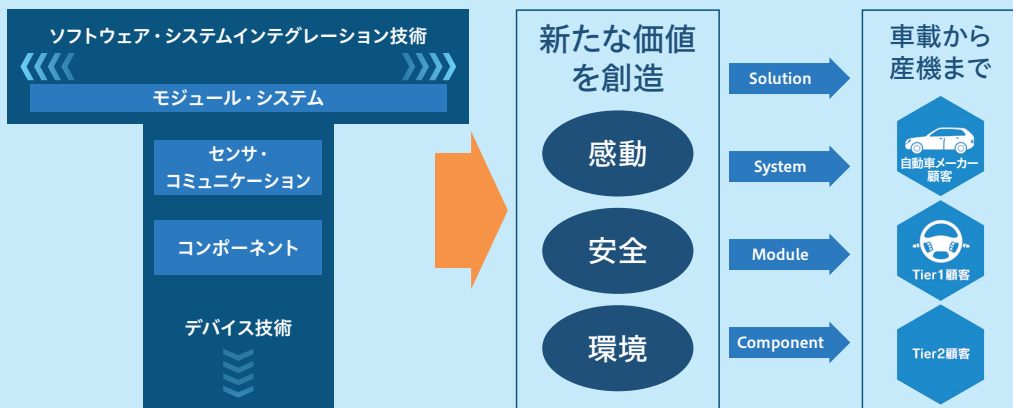 ソフトウェア・システムインテグレーション技術
モジュール・システム
センサ・
コミュニケーション
コンポーネント
デバイス技術
新たな価値
を創造
感動
安全
環境
Solution
System
Module
Component
車載から
産機まで
自動車メーカー
顧客
Tier1顧客
Tier2顧客